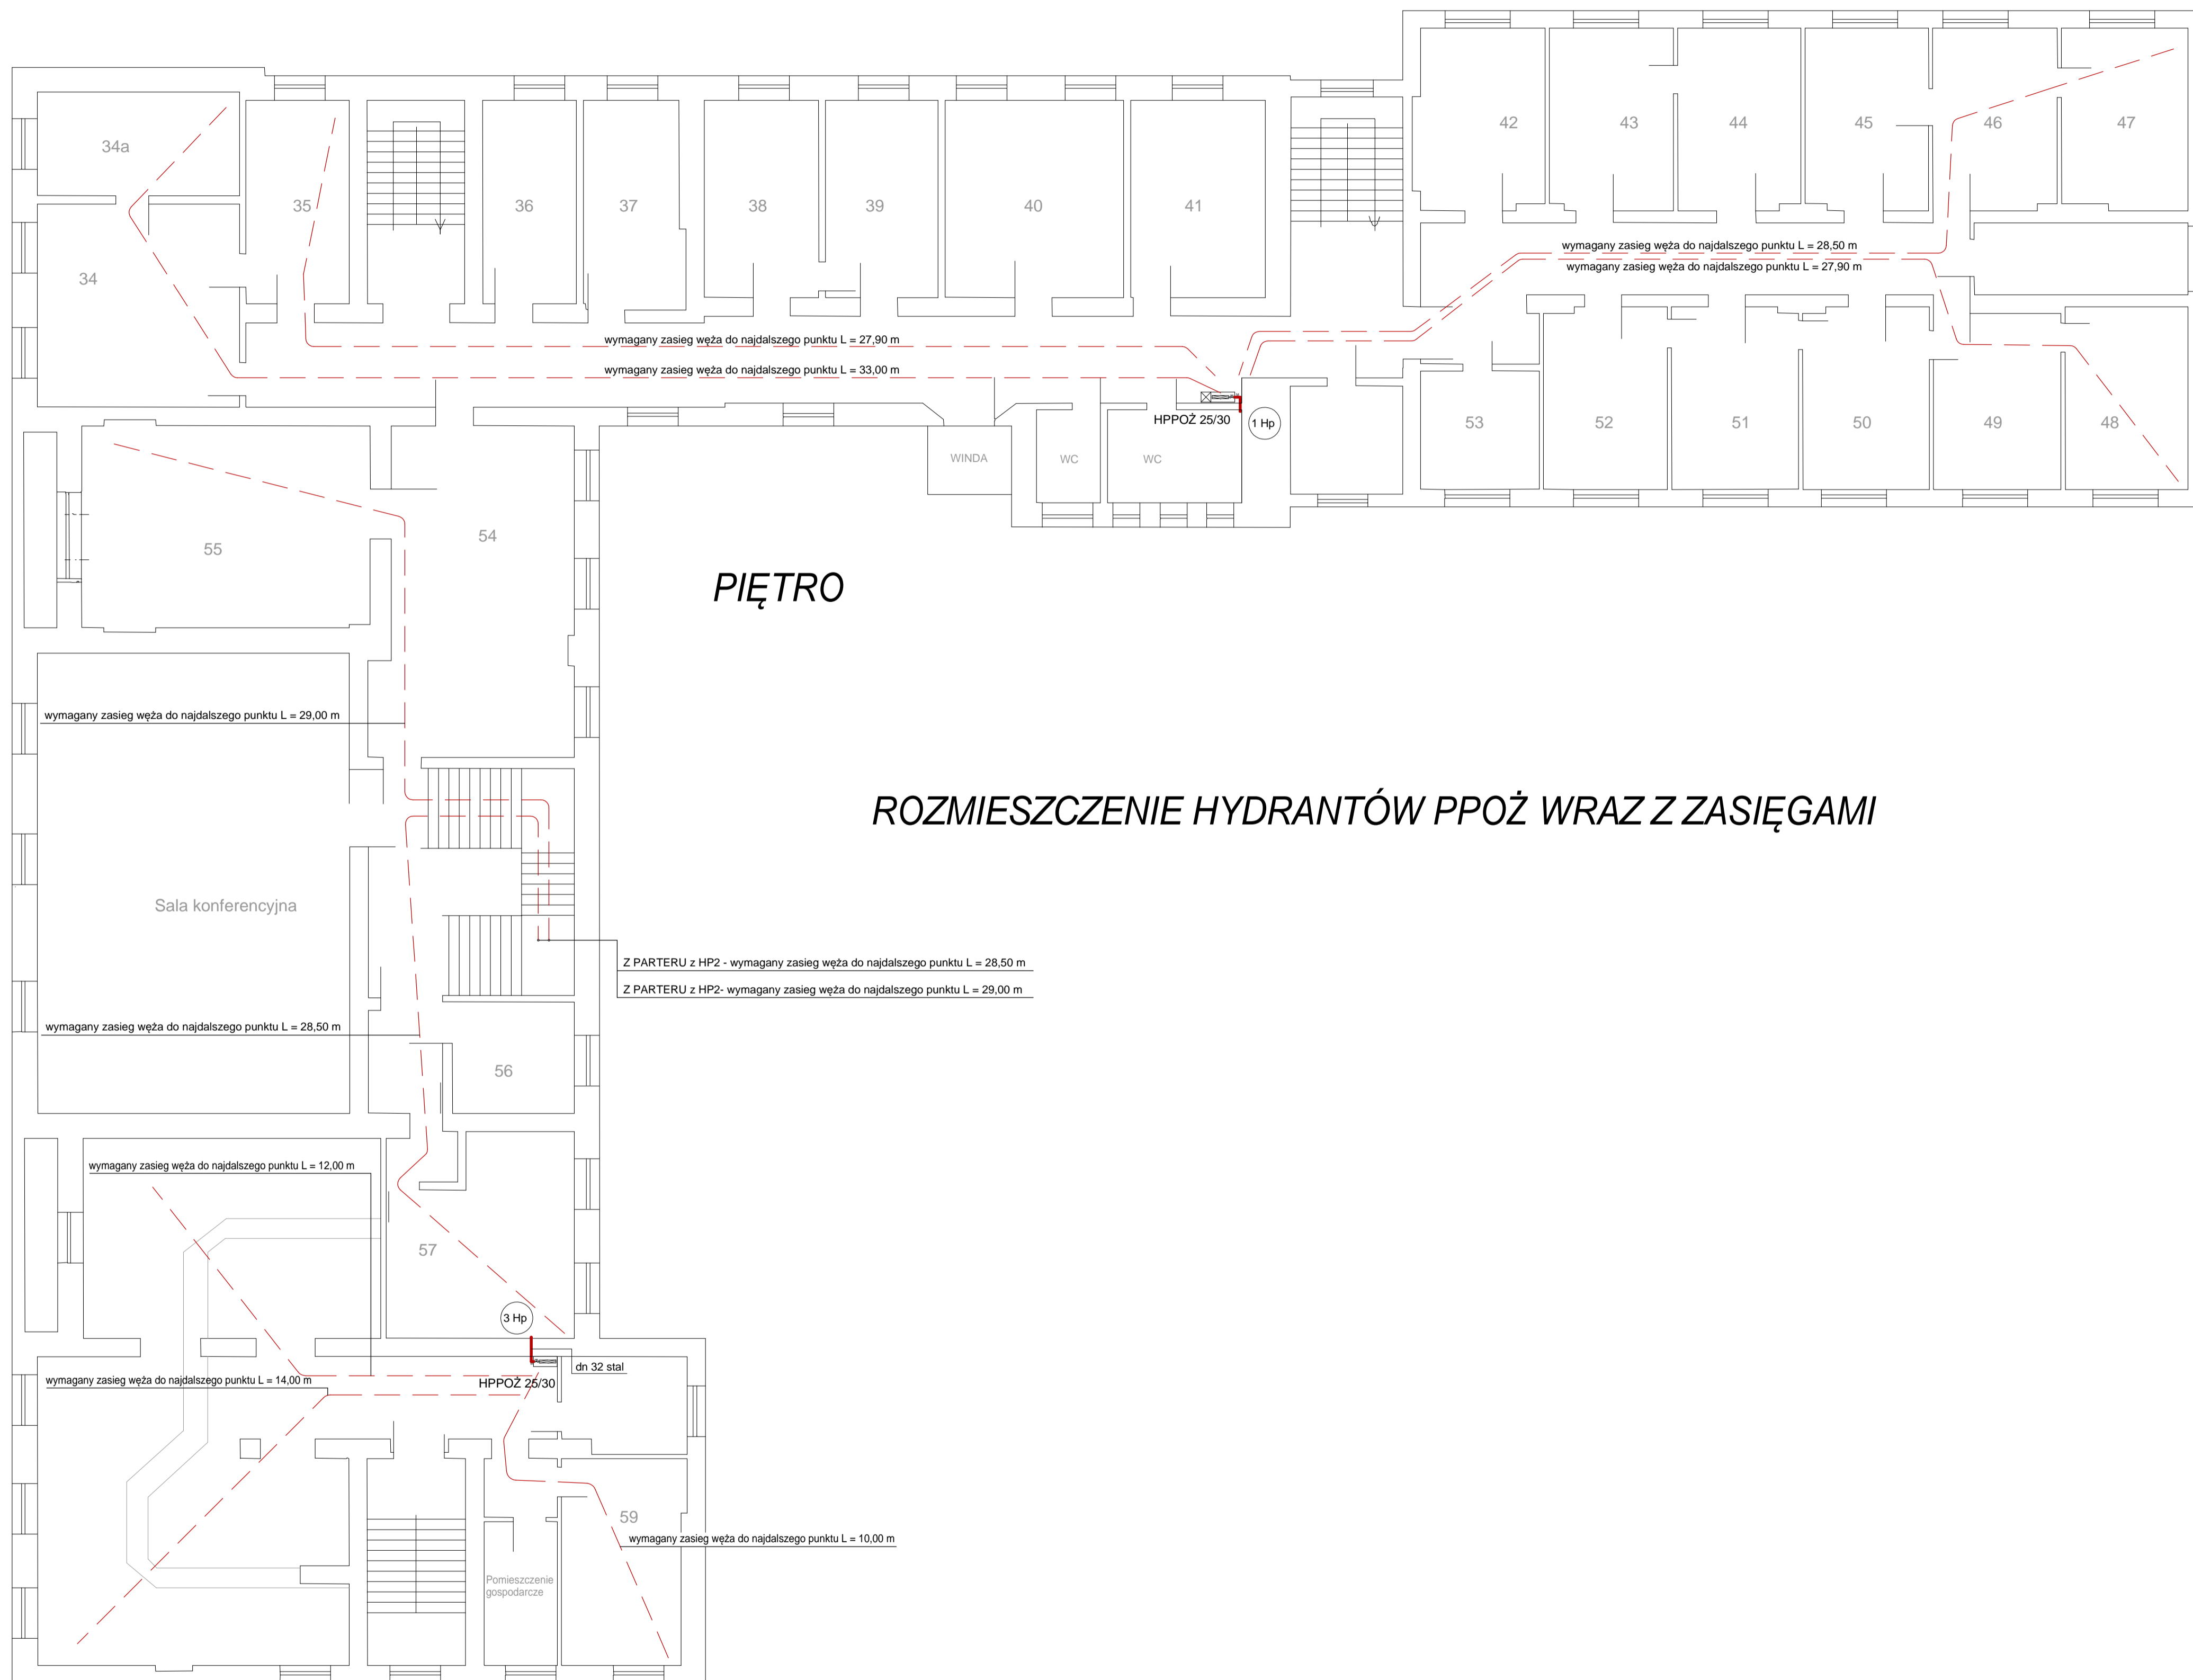 42
43
44
45
46
47
34a
35
36
37
38
39
40
41
34
wymagany zasieg węża do najdalszego punktu L = 28,50 m
wymagany zasieg węża do najdalszego punktu L = 27,90 m
wymagany zasieg węża do najdalszego punktu L = 27,90 m
wymagany zasieg węża do najdalszego punktu L = 33,00 m
HPPOŻ 25/30
1 Hp
53
52
51
50
49
48
WINDA
WC
WC
55
54
PIĘTRO
wymagany zasieg węża do najdalszego punktu L = 29,00 m
ROZMIESZCZENIE HYDRANTÓW PPOŻ WRAZ Z ZASIĘGAMI
Sala konferencyjna
Z PARTERU z HP2 - wymagany zasieg węża do najdalszego punktu L = 28,50 m
Z PARTERU z HP2- wymagany zasieg węża do najdalszego punktu L = 29,00 m
wymagany zasieg węża do najdalszego punktu L = 28,50 m
56
wymagany zasieg węża do najdalszego punktu L = 12,00 m
57
3 Hp
dn 32 stal
wymagany zasieg węża do najdalszego punktu L = 14,00 m
HPPOŻ 25/30
59
wymagany zasieg węża do najdalszego punktu L = 10,00 m
Pomieszczenie
gospodarcze